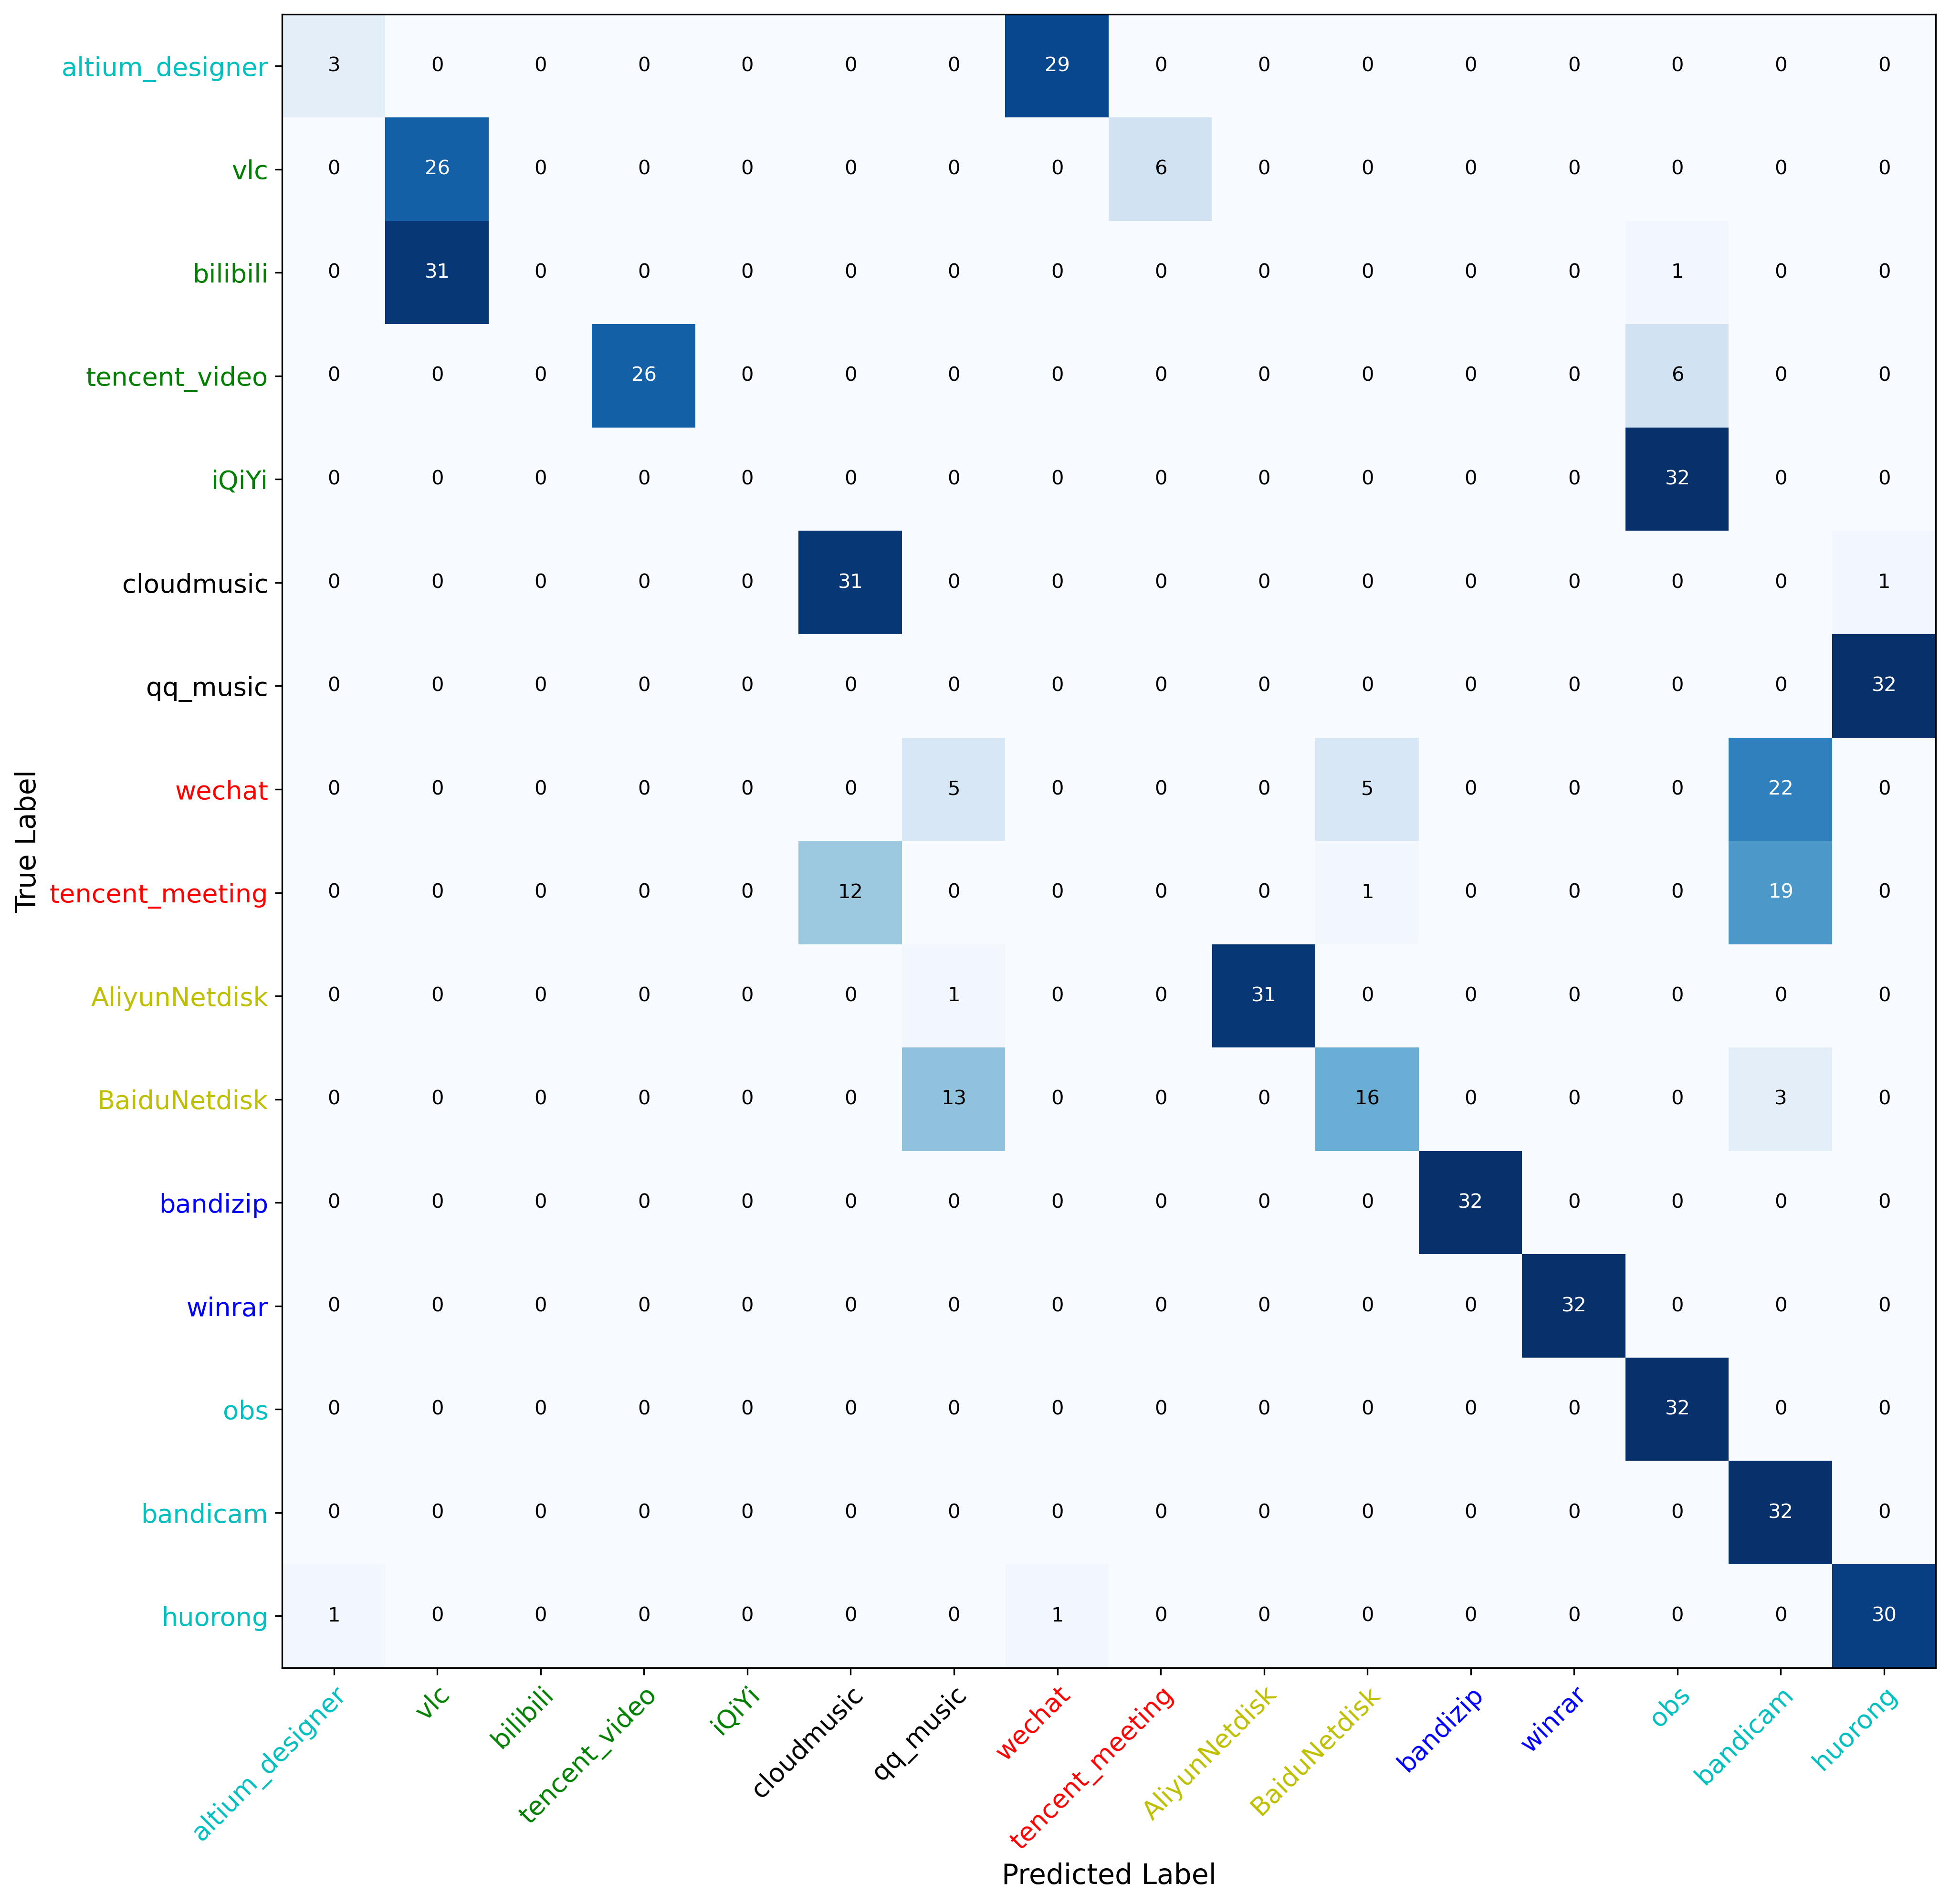 altium_designer 3 0 0 0 0 0 0 29 0 0 0 0 0 0 0 0
vlc 0 26 0 0 0 0 0 0 6 0 0 0 0 0 0 0
bilibili 0 31 0 0 0 0 0 0 0 0 0 0 0 1 0 0
tencent_video 0 0 0 26 0 0 0 0 0 0 0 0 0 6 0 0
iQiYi 0 0 0 0 0 0 0 0 0 0 0 0 0 32 0 0
cloudmusic 0 0 0 0 0 31 0 0 0 0 0 0 0 0 0 1
qq_music 0 0 0 0 0 0 0 0 0 0 0 0 0 0 0 32
wechat 0 0 0 0 0 0 5 0 0 0 5 0 0 0 22 0
tencent_meeting 0 0 0 0 0 12 0 0 0 0 1 0 0 0 19 0
AliyunNetdisk 0 0 0 0 0 0 1 0 0 31 0 0 0 0 0 0
BaiduNetdisk 0 0 0 0 0 0 13 0 0 0 16 0 0 0 3 0
bandizip 0 0 0 0 0 0 0 0 0 0 0 32 0 0 0 0
winrar 0 0 0 0 0 0 0 0 0 0 0 0 32 0 0 0
obs 0 0 0 0 0 0 0 0 0 0 0 0 0 32 0 0
bandicam 0 0 0 0 0 0 0 0 0 0 0 0 0 0 32 0
huorong 1 0 0 0 0 0 0 1 0 0 0 0 0 0 0 30
True Label
altium_designer
vlc
bilibili
tencent_video
iQiYi
cloudmusic
qq_music
wechat
tencent_meeting
AliyunNetdisk
BaiduNetdisk
bandizip
winrar
obs
bandicam
huorong
Predicted Label